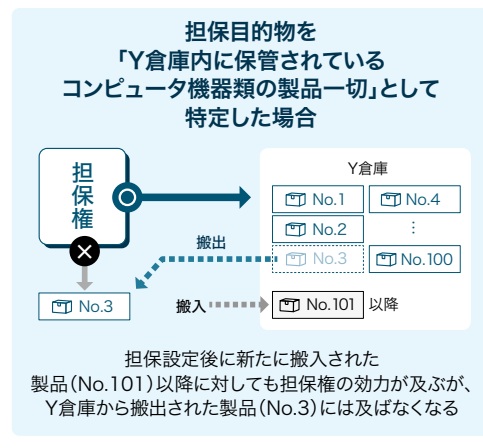 担保目的物を
「Y倉庫内に保管されている
コンピュータ機器類の製品一切」として
特定した場合
担保権
Y倉庫
No.1 No.4
No.2 ⋮
No.3 No.100
搬出
No.3
搬入
No.101 以降
担保設定後に新たに搬入された
製品（No.101）以降に対しても担保権の効力が及ぶが、
Y倉庫から搬出された製品（No.3）には及ばなくなる